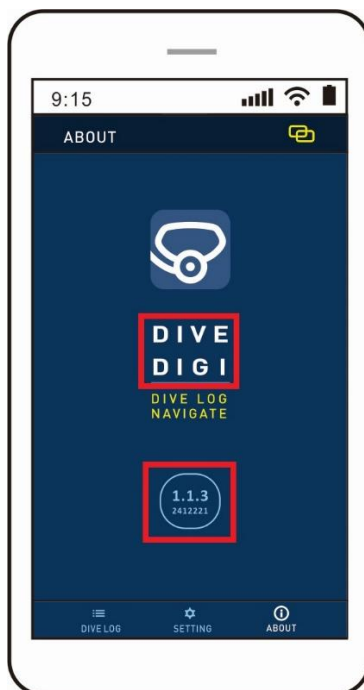 9:15
ABOUT
DIVE
DIGI
DIVE LOG
NAVIGATE
1.1.3
2412221
DIVE LOG
SETTING
ABOUT